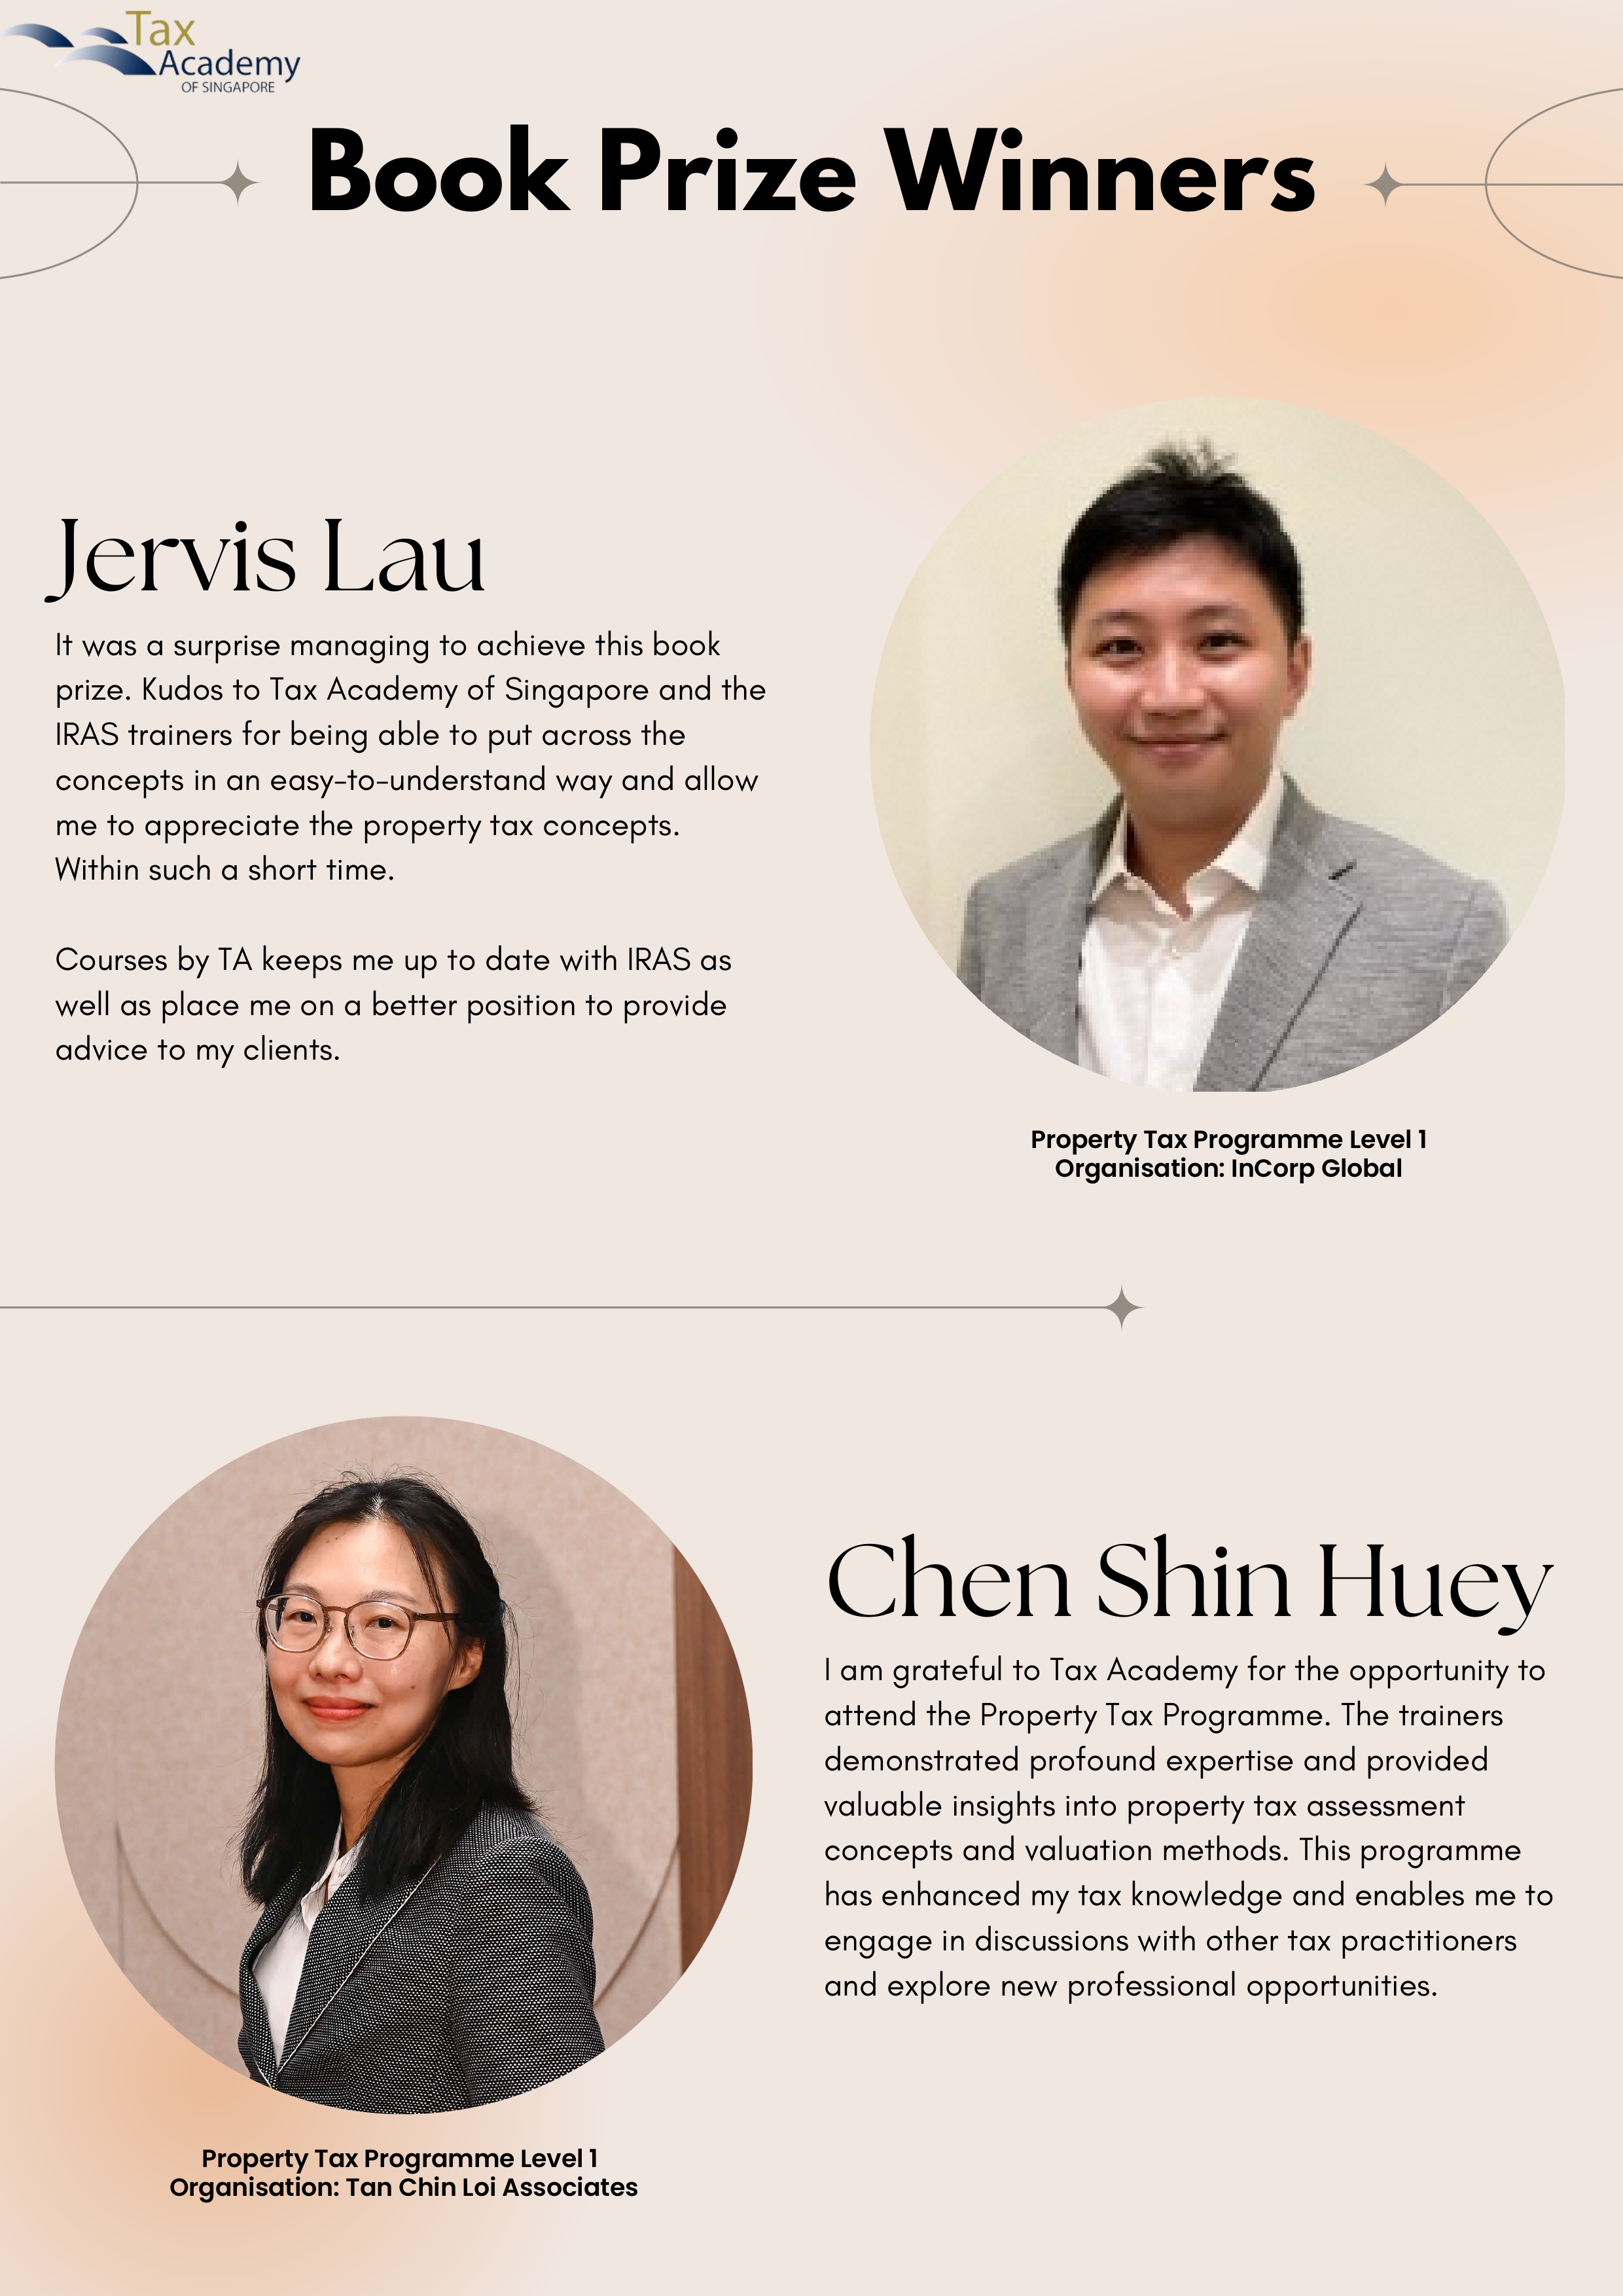 Tax
Academy
OF SINGAPORE
Book Prize Winners
Jervis Lau
It was a surprise managing to achieve this book
prize. Kudos to Tax Academy of Singapore and the
IRAS trainers for being able to put across the
concepts in an easy-to-understand way and allow
me to appreciate the property tax concepts.
Within such a short time.
Courses by TA keeps me up to date with IRAS as
well as place me on a better position to provide
advice to my clients.
Property Tax Programme Level 1
Organisation: InCorp Global
Chen Shin Huey
I am grateful to Tax Academy for the opportunity to
attend the Property Tax Programme. The trainers
demonstrated profound expertise and provided
valuable insights into property tax assessment
concepts and valuation methods. This programme
has enhanced my tax knowledge and enables me to
engage in discussions with other tax practitioners
and explore new professional opportunities.
Property Tax Programme Level 1
Organisation: Tan Chin Loi Associates